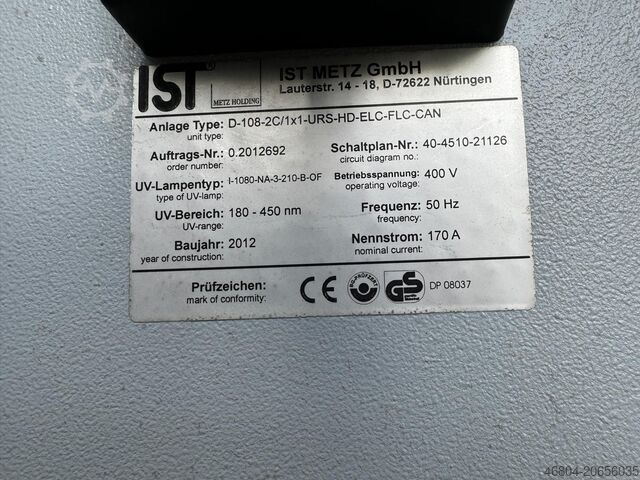 IST®
METZ HOLDING
IST METZ GmbH
Lauterstr. 14 - 18, D-72622 Nürtingen
Anlage Type: D-108-2C/1x1-URS-HD-ELC-FLC-CAN
unit type:
Auftrags-Nr.: 0.2012692
order number:
Schaltplan-Nr.: 40-4510-21126
circuit diagram no.:
UV-Lampentyp: I-1080-NA-3-210-B-OF
type of UV-lamp:
Betriebsspannung: 400 V
operating voltage:
UV-Bereich: 180 - 450 nm
UV-range:
Frequenz: 50 Hz
frequency:
Baujahr: 2012
year of construction:
Nennstrom: 170 A
nominal current:
Prüfzeichen:
mark of conformity:
CE
BG-PRÜFZERT
GS
geprüfte Sicherheit
DP 08037
46804-20656035